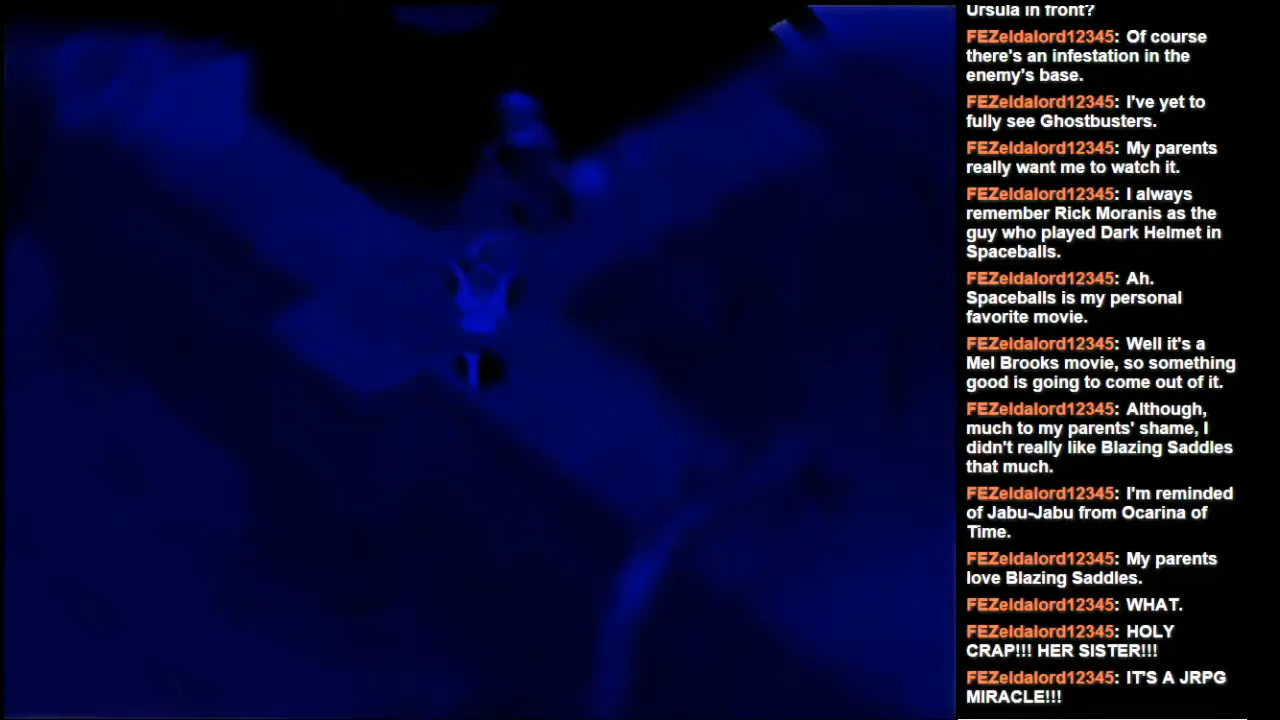 Ursula in front?
FEZeldalord12345: Of course
there's an infestation in the
enemy's base.
FEZeldalord12345: I've yet to
fully see Ghostbusters.
FEZeldalord12345: My parents
really want me to watch it.
FEZeldalord12345: I always
remember Rick Moranis as the
guy who played Dark Helmet in
Spaceballs.
FEZeldalord12345: Ah.
Spaceballs is my personal
favorite movie.
FEZeldalord12345: Well it's a
Mel Brooks movie, so something
good is going to come out of it.
FEZeldalord12345: Although,
much to my parents' shame, I
didn't really like Blazing Saddles
that much.
FEZeldalord12345: I'm reminded
of Jabu-Jabu from Ocarina of
Time.
FEZeldalord12345: My parents
love Blazing Saddles.
FEZeldalord12345: WHAT.
FEZeldalord12345: HOLY
CRAP!!! HER SISTER!!!
FEZeldalord12345: IT'S A JRPG
MIRACLE!!!